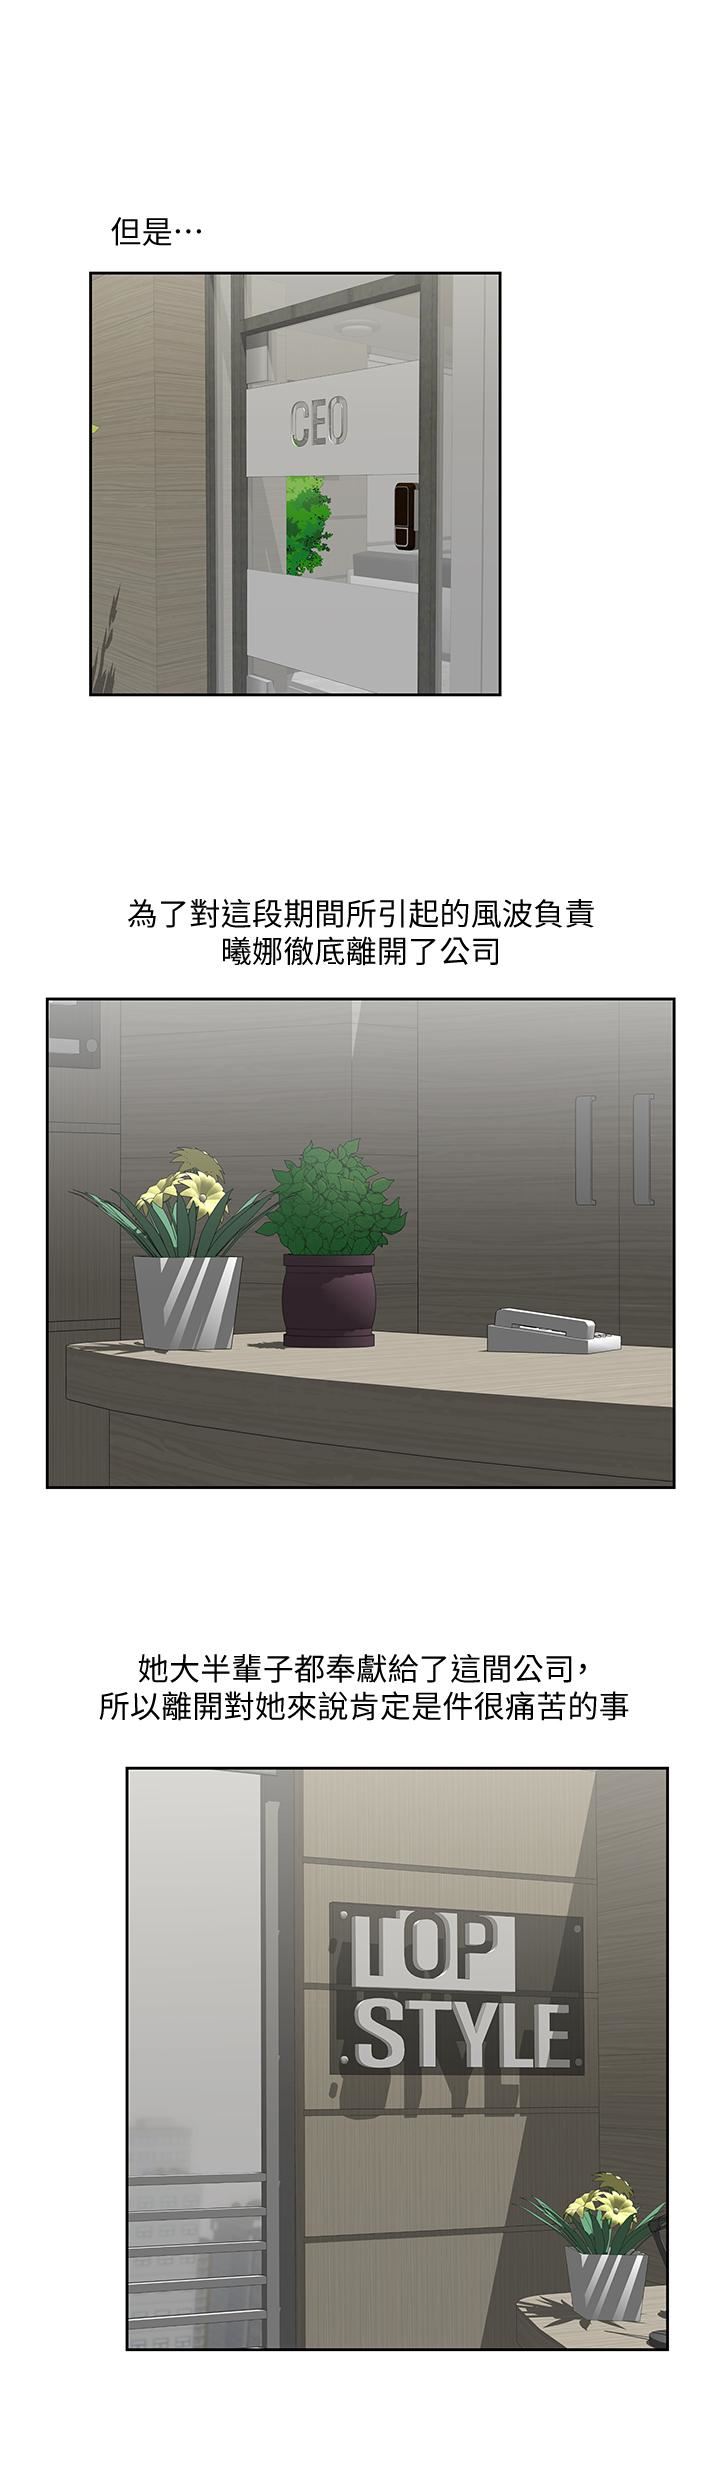 但是⋯
CEO
為了對這段期間所引起的風波負責
曦娜徹底離開了公司
她大半輩子都奉獻給了這間公司，
所以離開對她來說肯定是件很痛苦的事
TOP
STYLE